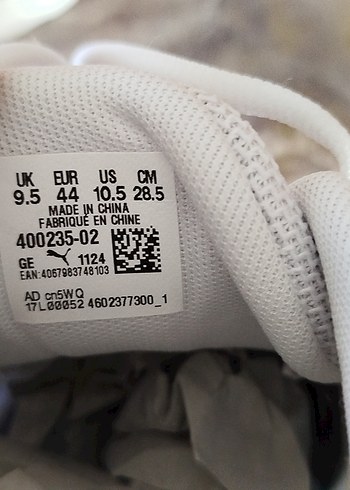 UK EUR US CM
9.5 44 10.5 28.5
MADE IN CHINA
FABRIQUÉ EN CHINE
400235-02
GE 1124
EAN:4067983748103
AD cn5WQ
17L00052 4602377300_1